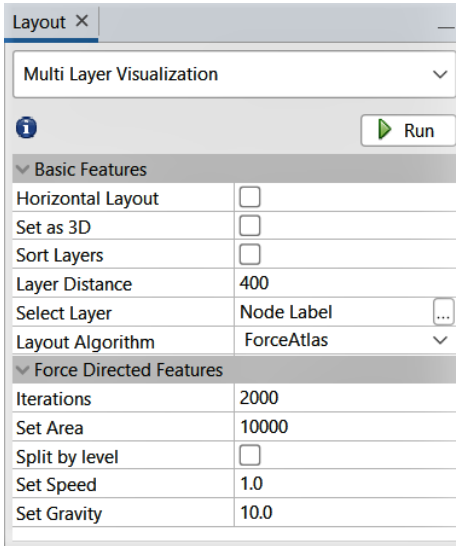 Layout
Multi Layer Visualization
Run
Basic Features
Horizontal Layout
Set as 3D
Sort Layers
Layer Distance 400
Select Layer Node Label ...
Layout Algorithm ForceAtlas
Force Directed Features
Iterations 2000
Set Area 10000
Split by level
Set Speed 1.0
Set Gravity 10.0